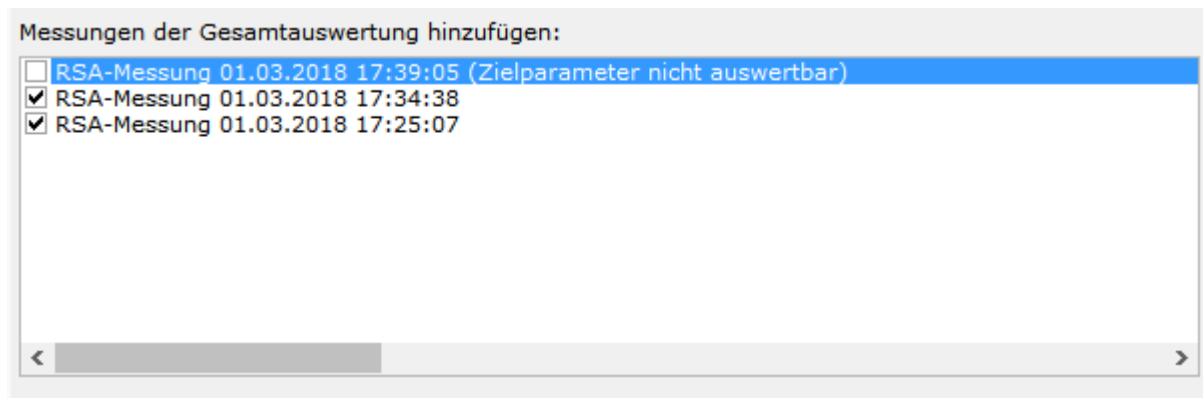 Messungen der Gesamtauswertung hinzufügen:
RSA-Messung 01.03.2018 17:39:05 (Zielparameter nicht auswertbar)
RSA-Messung 01.03.2018 17:34:38
RSA-Messung 01.03.2018 17:25:07